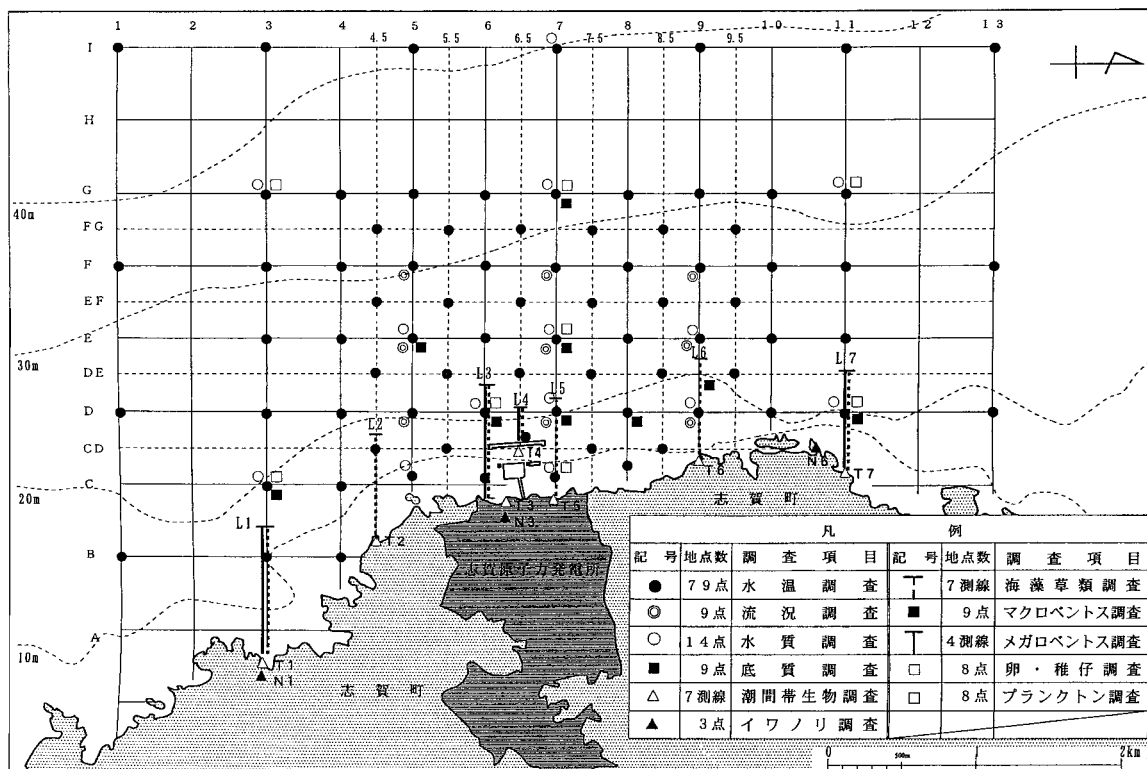 1 2 3 4 5 6 7 8 9 10 11 13
4.5 5.5 6.5 7.5 8.5 9.5
I
H
G
40m
FG
F
EF
E
30m
DE
L6
L7
L3
L5
D
L4
L2
CD
T4
N6
T6
T7
C
20m
志賀町
T3
T5
L1
N3
T2
B
志賀原子力発電所
A
10m
T1
N1
志賀町
凡例
記号 地点数 調査項目 記号 地点数 調査項目
● 79点 水温調査 7測線 海藻草類調査
◎ 9点 流況調査 ■ 9点 マクロベントス調査
○ 14点 水質調査 4測線 メガロベントス調査
■ 9点 底質調査 □ 8点 卵・稚仔調査
△ 7測線 潮間帯生物調査 □ 8点 プランクトン調査
▲ 3点 イワノリ調査
0 500m 1 2km